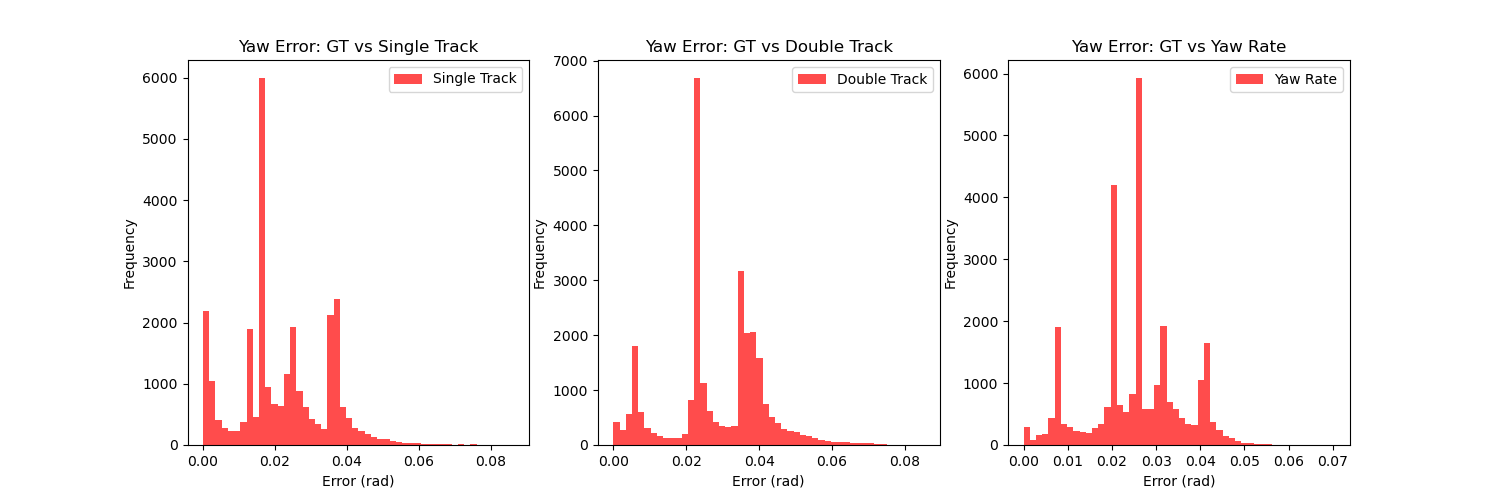 Yaw Error: GT vs Single Track
Single Track
6000
5000
4000
3000
2000
1000
0
Frequency
0.00 0.02 0.04 0.06 0.08
Error (rad)
Yaw Error: GT vs Double Track
Double Track
7000
6000
5000
4000
3000
2000
1000
0
Frequency
0.00 0.02 0.04 0.06 0.08
Error (rad)
Yaw Error: GT vs Yaw Rate
Yaw Rate
6000
5000
4000
3000
2000
1000
0
Frequency
0.00 0.01 0.02 0.03 0.04 0.05 0.06 0.07
Error (rad)